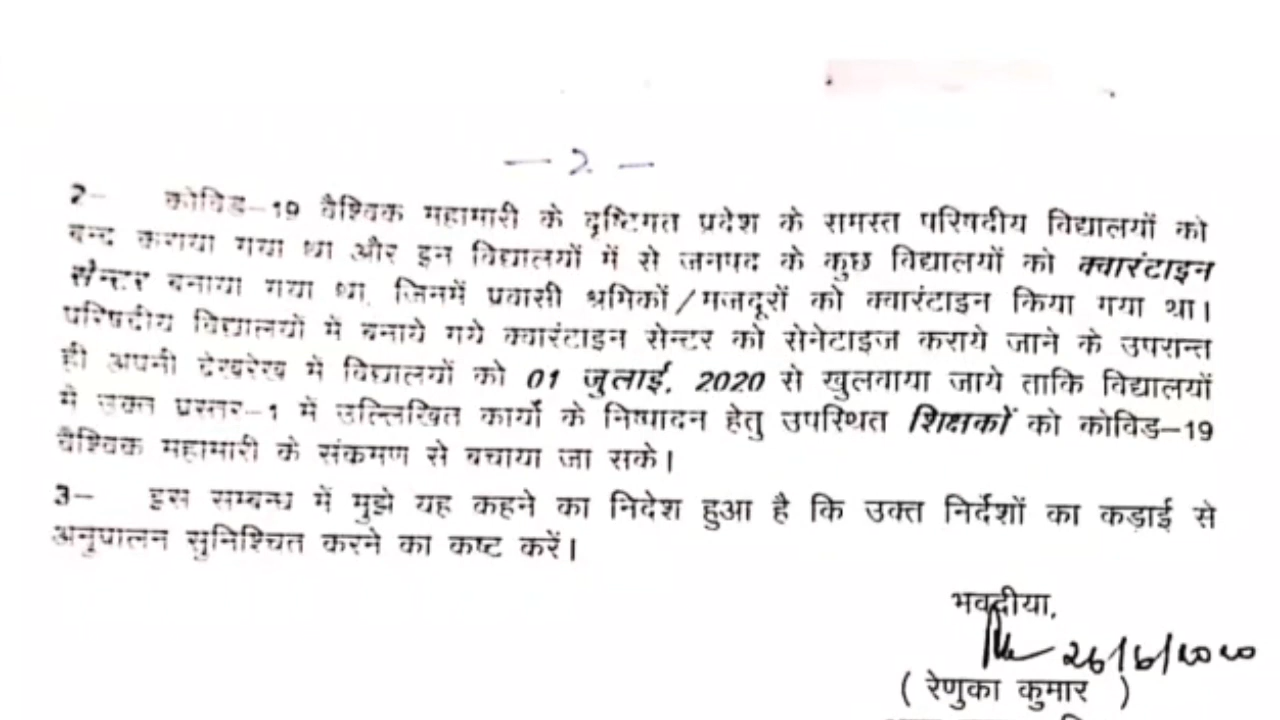 — 2 —
2– कोविड–19 वैश्विक महामारी के दृष्टिगत प्रदेश के समस्त परिषदीय विद्यालयों को
बन्द कराया गया था और इन विद्यालयों में से जनपद के कुछ विद्यालयों को क्वारंटाइन
सेन्टर बनाया गया था, जिनमें प्रवासी श्रमिकों/मजदूरों को क्वारंटाइन किया गया था।
परिषदीय विद्यालयों में बनाये गये क्वारंटाइन सेन्टर को सेनेटाइज कराये जाने के उपरान्त
ही अपनी देखरेख में विद्यालयों को 01 जुलाई, 2020 से खुलवाया जाये ताकि विद्यालयों
में उक्त प्रस्तर–1 में उल्लिखित कार्यो के निष्पादन हेतु उपस्थित शिक्षकों को कोविड–19
वैश्विक महामारी के संकमण से बचाया जा सके।
3– इस सम्बन्ध में मुझे यह कहने का निदेश हुआ है कि उक्त निर्देशों का कड़ाई से
अनुपालन सुनिश्चित करने का कष्ट करें।
भवदीया,
26/6/2020
( रेणुका कुमार )